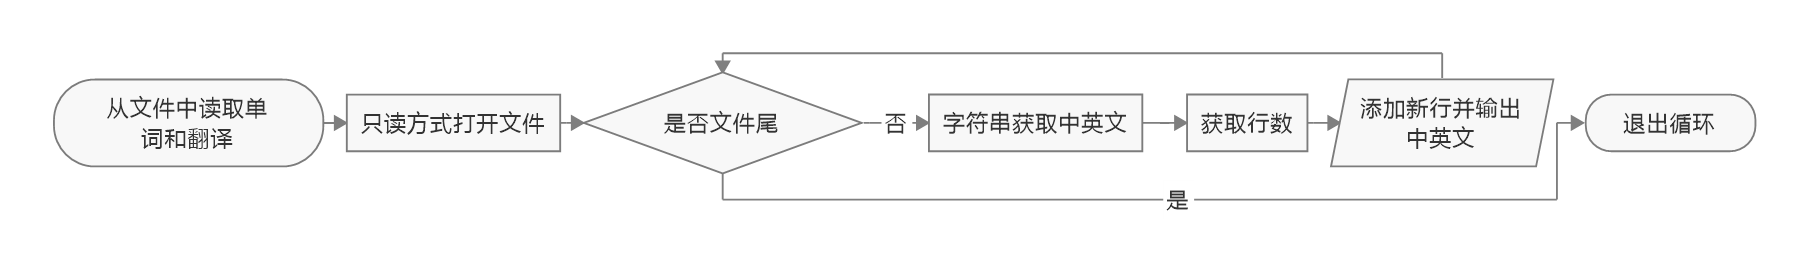 从文件中读取单
词和翻译
只读方式打开文件
是否文件尾
否
字符串获取中英文
获取行数
添加新行并输出
中英文
退出循环
是